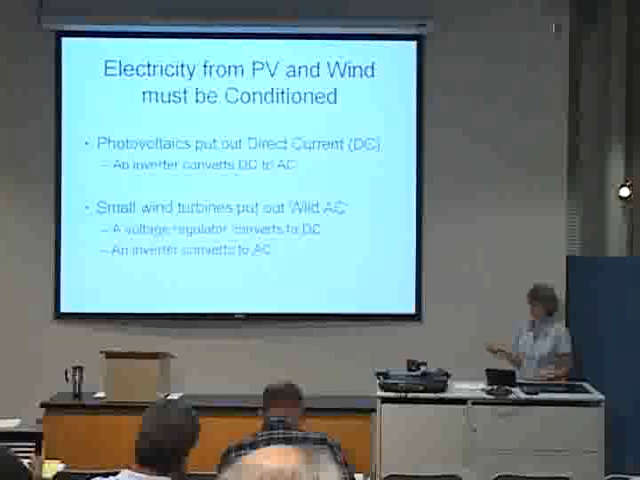 Electricity from PV and Wind
must be Conditioned
• Photovoltaics put out Direct Current (DC)
– An inverter converts DC to AC
• Small wind turbines put out Wild AC
– A voltage regulator converts to DC
– An inverter converts to AC